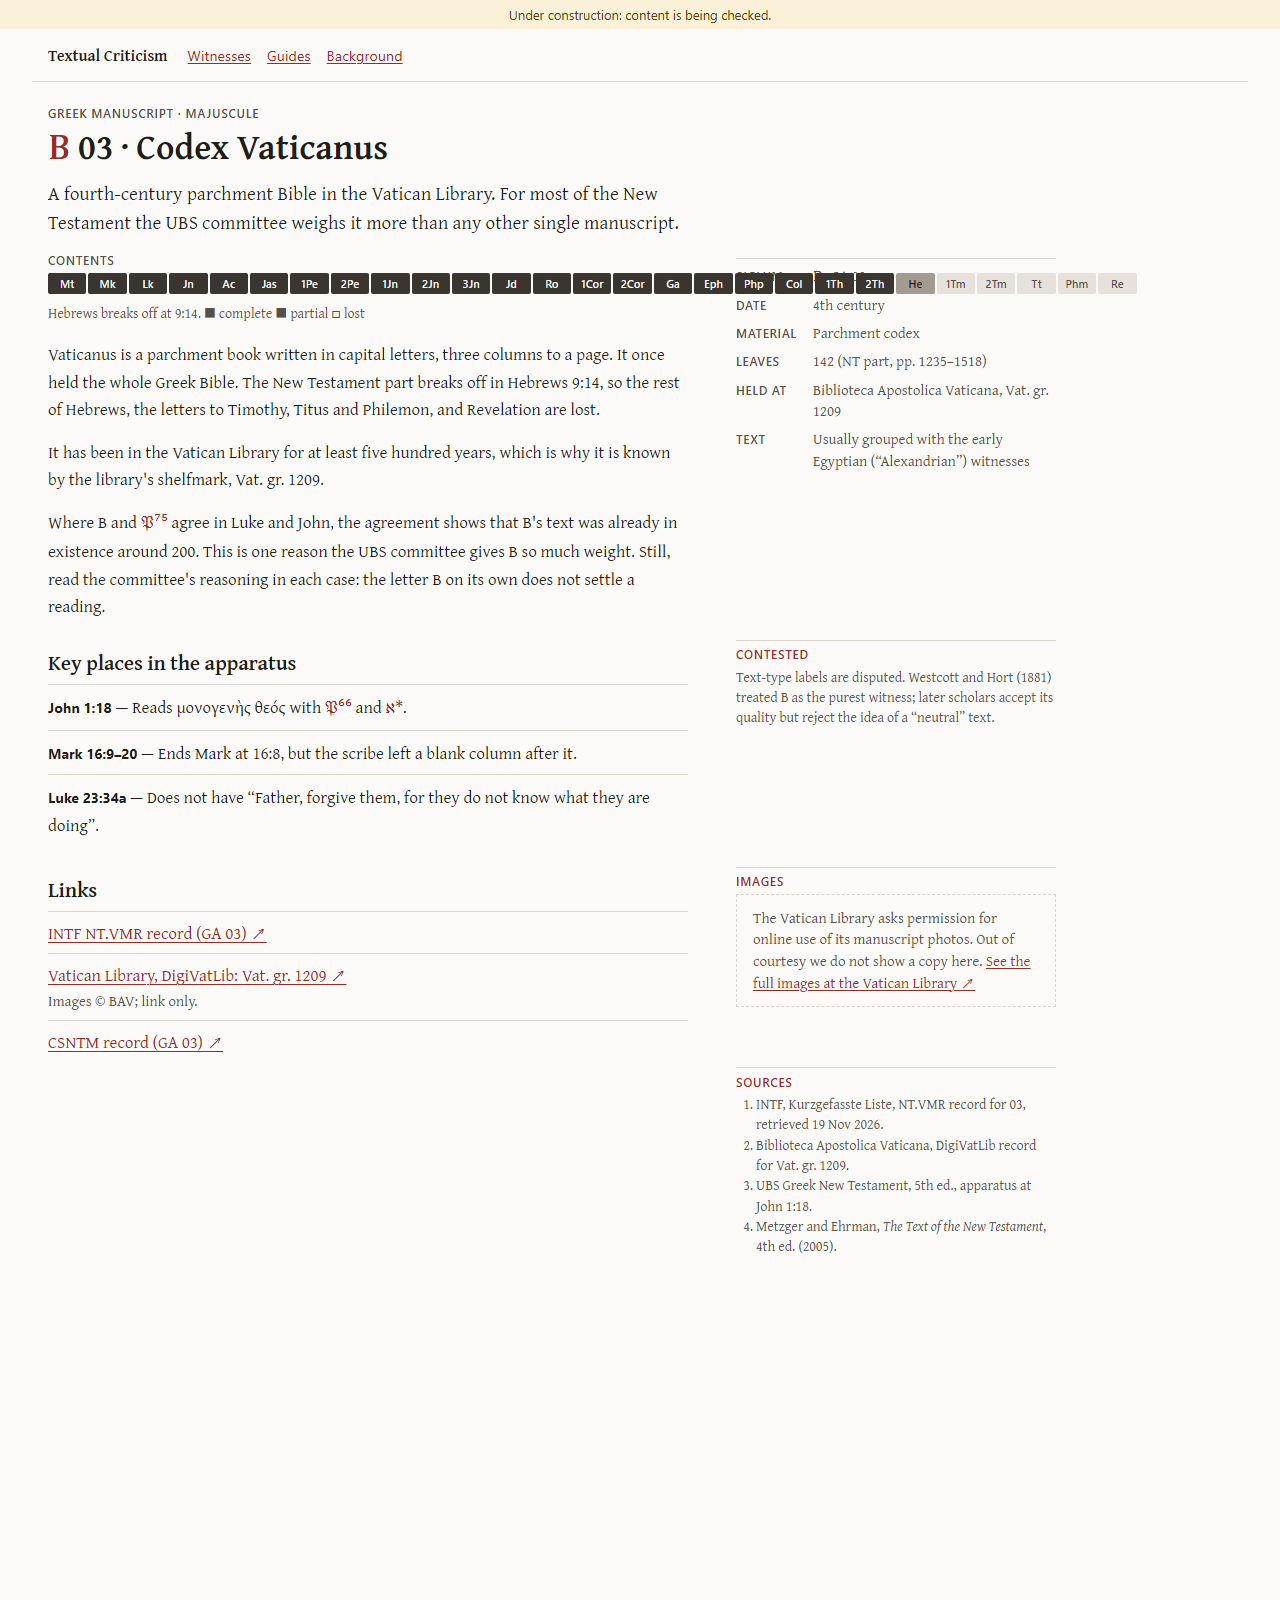 Under construction: content is being checked.
Textual Criticism Witnesses Guides Background
GREEK MANUSCRIPT · MAJUSCULE
B 03 · Codex Vaticanus
A fourth-century parchment Bible in the Vatican Library. For most of the New
Testament the UBS committee weighs it more than any other single manuscript.
CONTENTS
Mt Mk Lk Jn Ac Jas 1Pe 2Pe 1Jn 2Jn 3Jn Jd Ro 1Cor 2Cor Ga Eph Php Col 1Th 2Th He 1Tm 2Tm Tt Phm Re
Hebrews breaks off at 9:14. ■ complete ■ partial □ lost
Vaticanus is a parchment book written in capital letters, three columns to a page. It once
held the whole Greek Bible. The New Testament part breaks off in Hebrews 9:14, so the rest
of Hebrews, the letters to Timothy, Titus and Philemon, and Revelation are lost.
It has been in the Vatican Library for at least five hundred years, which is why it is known
by the library's shelfmark, Vat. gr. 1209.
Where B and 𝔓⁷⁵ agree in Luke and John, the agreement shows that B's text was already in
existence around 200. This is one reason the UBS committee gives B so much weight. Still,
read the committee's reasoning in each case: the letter B on its own does not settle a
reading.
Key places in the apparatus
John 1:18 — Reads μονογενὴς θεός with 𝔓⁶⁶ and ℵ*.
Mark 16:9–20 — Ends Mark at 16:8, but the scribe left a blank column after it.
Luke 23:34a — Does not have “Father, forgive them, for they do not know what they are
doing”.
Links
INTF NT.VMR record (GA 03) ↗
Vatican Library, DigiVatLib: Vat. gr. 1209 ↗
Images © BAV; link only.
CSNTM record (GA 03) ↗
DATE 4th century
MATERIAL Parchment codex
LEAVES 142 (NT part, pp. 1235–1518)
HELD AT Biblioteca Apostolica Vaticana, Vat. gr.
1209
TEXT Usually grouped with the early
Egyptian (“Alexandrian”) witnesses
CONTESTED
Text-type labels are disputed. Westcott and Hort (1881)
treated B as the purest witness; later scholars accept its
quality but reject the idea of a “neutral” text.
IMAGES
The Vatican Library asks permission for
online use of its manuscript photos. Out of
courtesy we do not show a copy here. See the
full images at the Vatican Library ↗
SOURCES
1. INTF, Kurzgefasste Liste, NT.VMR record for 03,
retrieved 19 Nov 2026.
2. Biblioteca Apostolica Vaticana, DigiVatLib record
for Vat. gr. 1209.
3. UBS Greek New Testament, 5th ed., apparatus at
John 1:18.
4. Metzger and Ehrman, The Text of the New Testament,
4th ed. (2005).